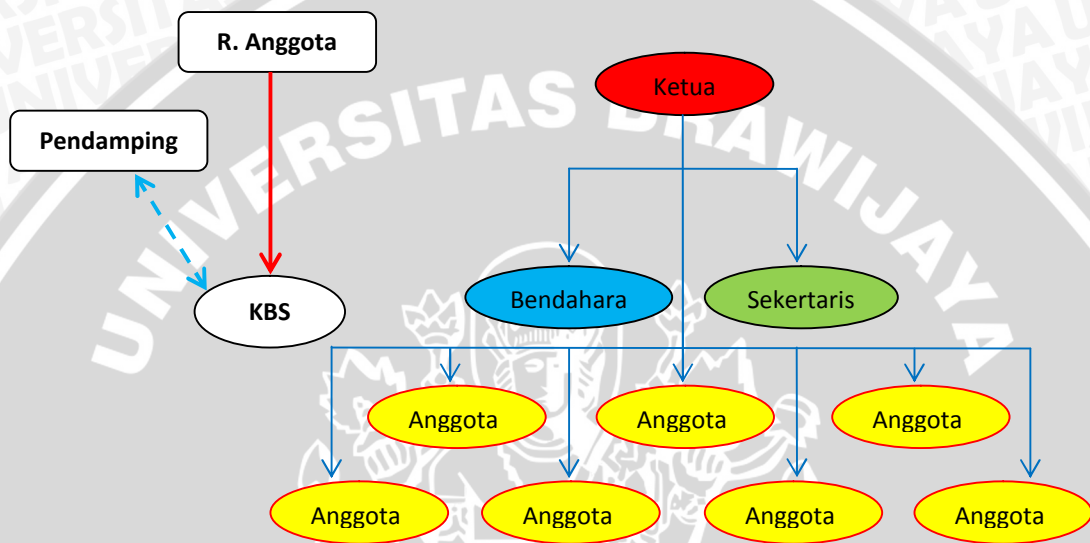 R. Anggota
Ketua
Pendamping
UNIVERSITAS BRAWIJAYA
KBS
Bendahara
Sekertaris
Anggota
Anggota
Anggota
Anggota
Anggota
Anggota
Anggota